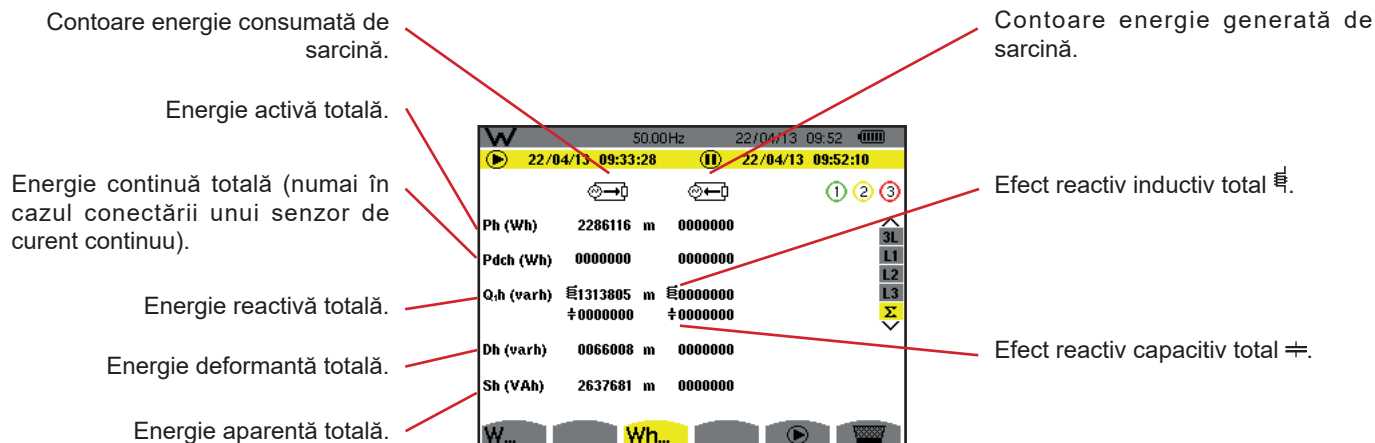 Contoare energie consumată de
sarcină.
Contoare energie generată de
sarcină.
Energie activă totală.
Energie continuă totală (numai în
cazul conectării unui senzor de
curent continuu).
Energie reactivă totală.
Energie deformantă totală.
Energie aparentă totală.
W 50.00Hz 22/04/13 09:52
22/04/13 09:33:28 22/04/13 09:52:10
1 2 3
Ph (Wh) 2286116 m 0000000
Pdch (Wh) 0000000 0000000
Q₁h (varh) 1313805 m 0000000
0000000 0000000
Dh (varh) 0066008 m 0000000
Sh (VAh) 2637681 m 0000000
3L
L1
L2
L3
Σ
W... Wh...
Efect reactiv inductiv total .
Efect reactiv capacitiv total .